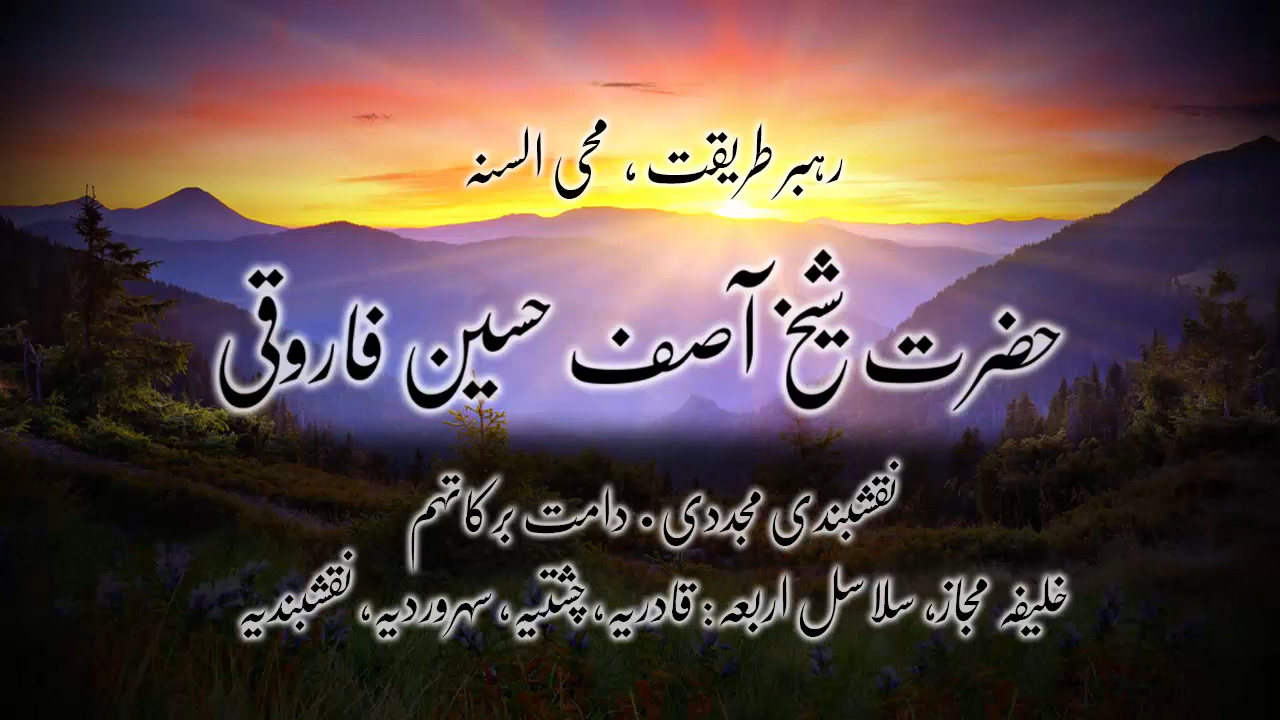 رہبر طریقت، محی السنہ
حضرت شیخ آصف حسین فاروقی
نقشبندی مجددی۔ دامت برکاتہم
خلیفہ مجاز، سلاسل اربعہ: قادریہ، چشتیہ، سہروردیہ، نقشبندیہ